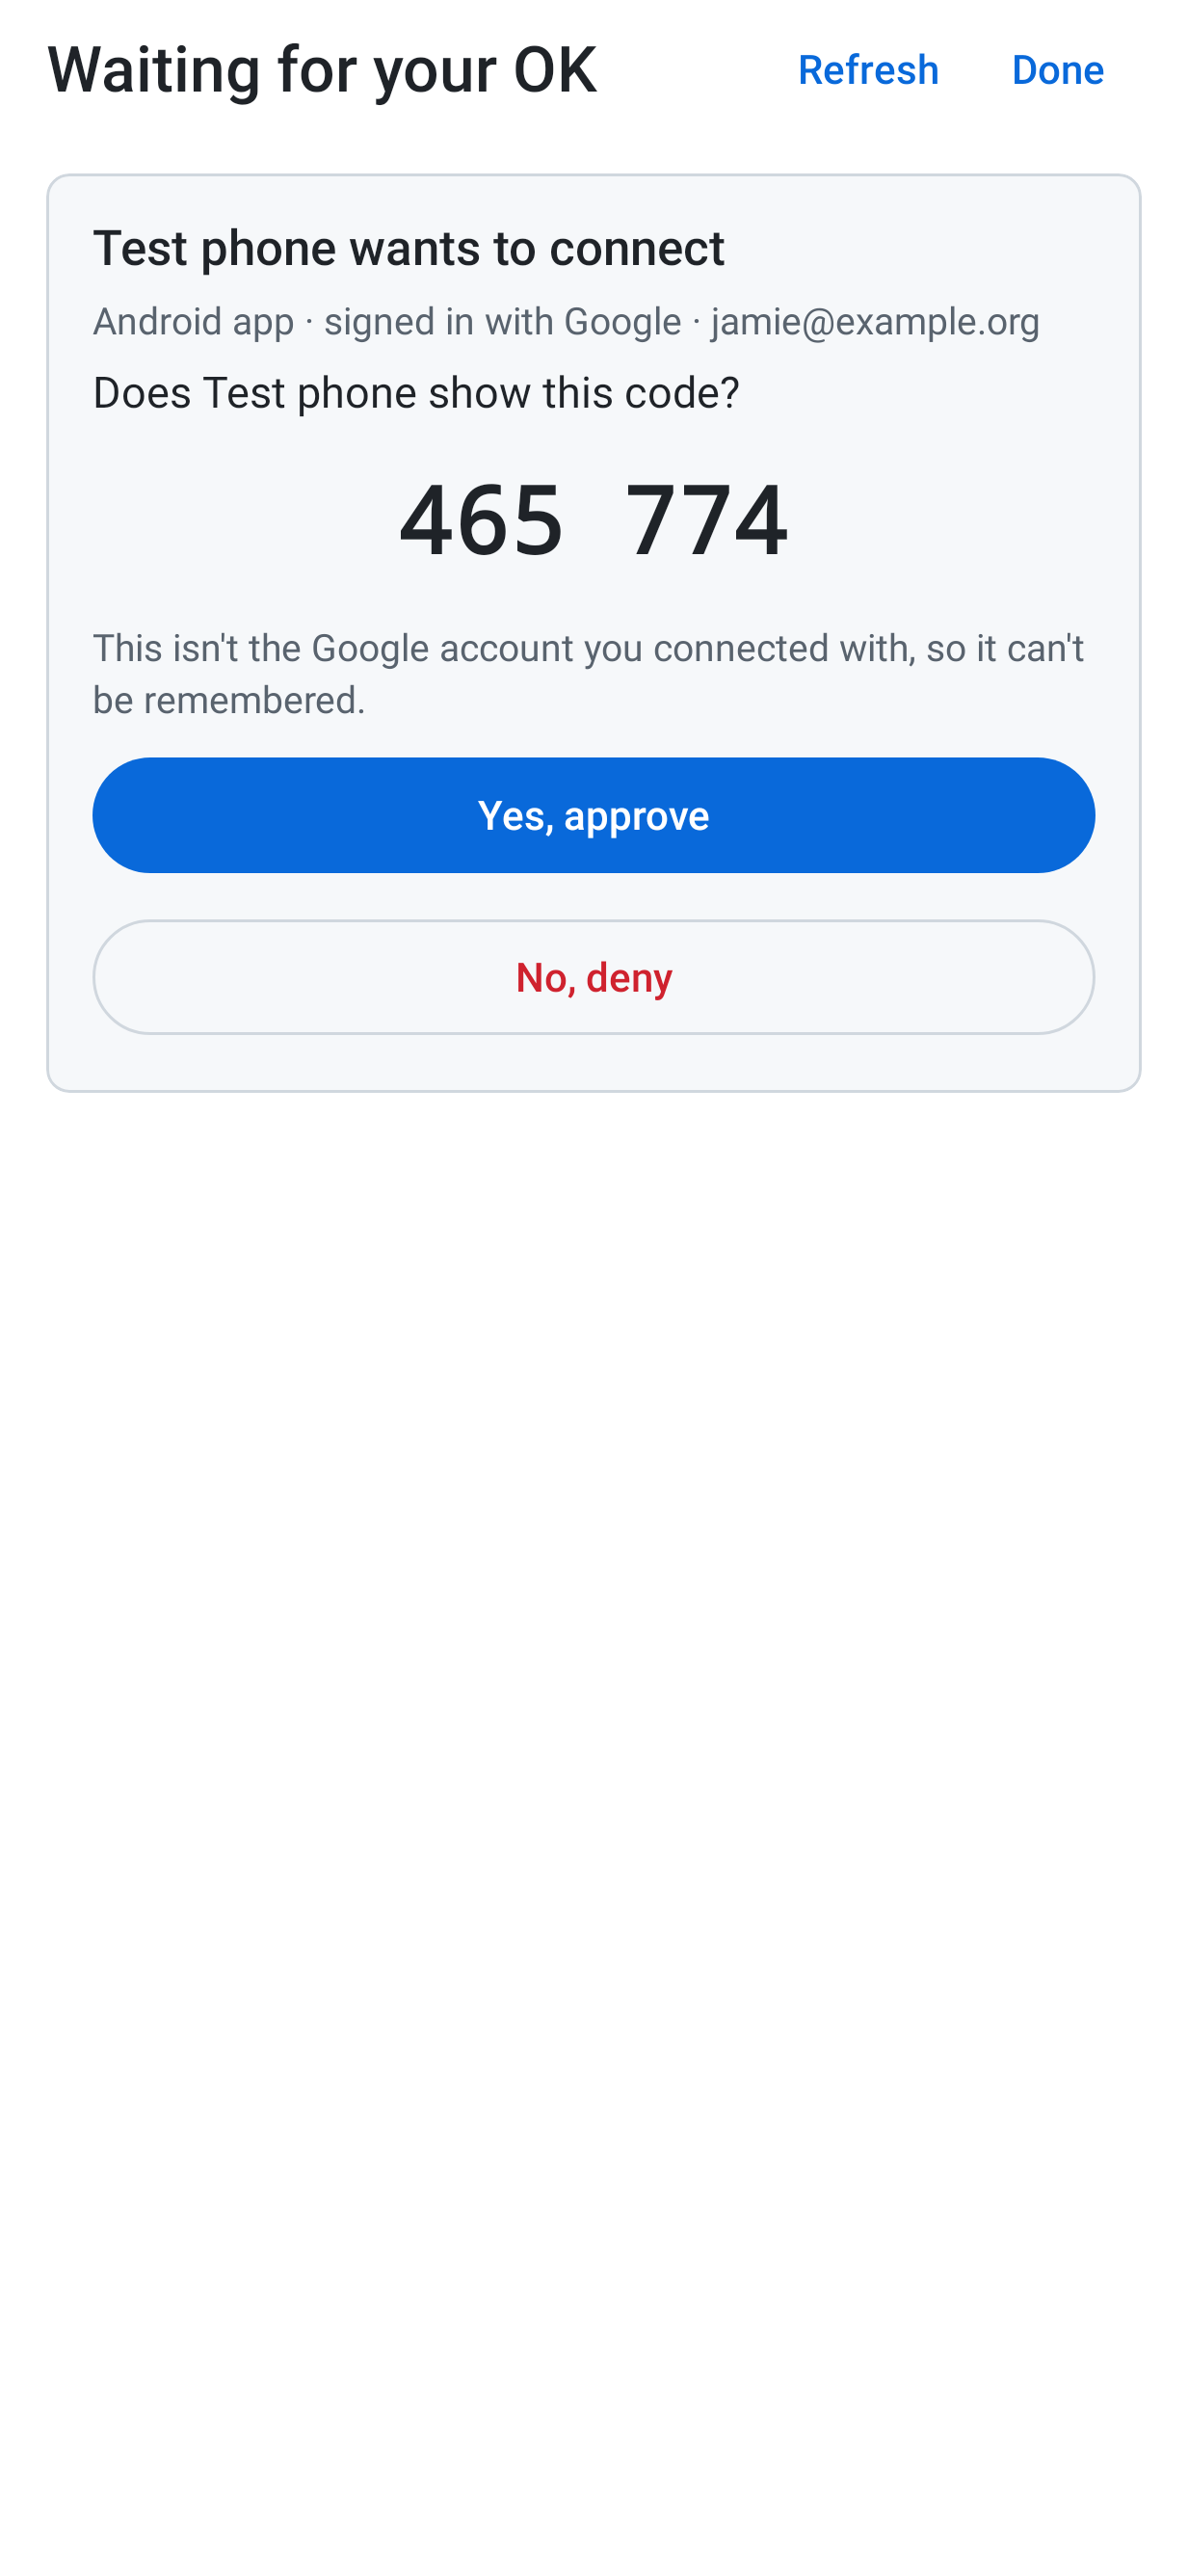 Waiting for your OK
Refresh
Done
Test phone wants to connect
Android app · signed in with Google · jamie@example.org
Does Test phone show this code?
465 774
This isn't the Google account you connected with, so it can't
be remembered.
Yes, approve
No, deny